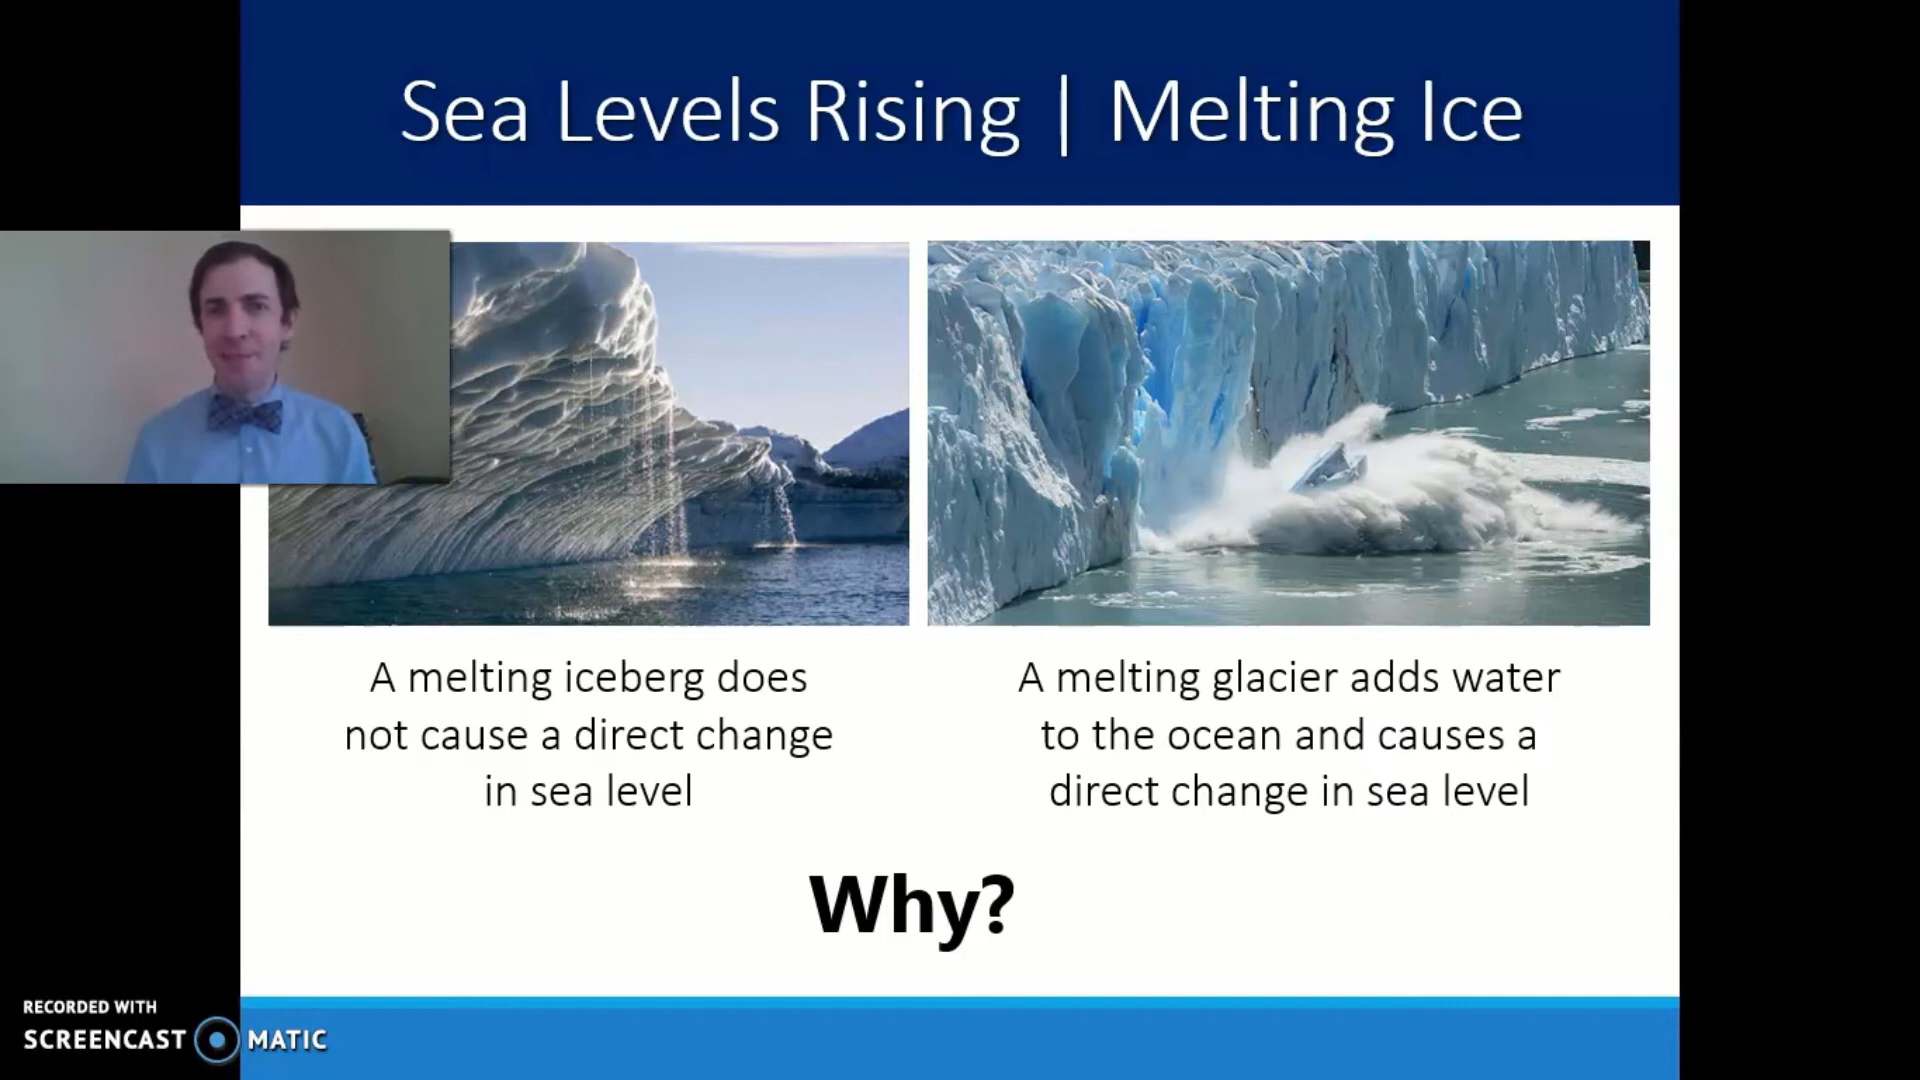 Sea Levels Rising | Melting Ice
A melting iceberg does
not cause a direct change
in sea level
A melting glacier adds water
to the ocean and causes a
direct change in sea level
Why?
RECORDED WITH
SCREENCAST MATIC